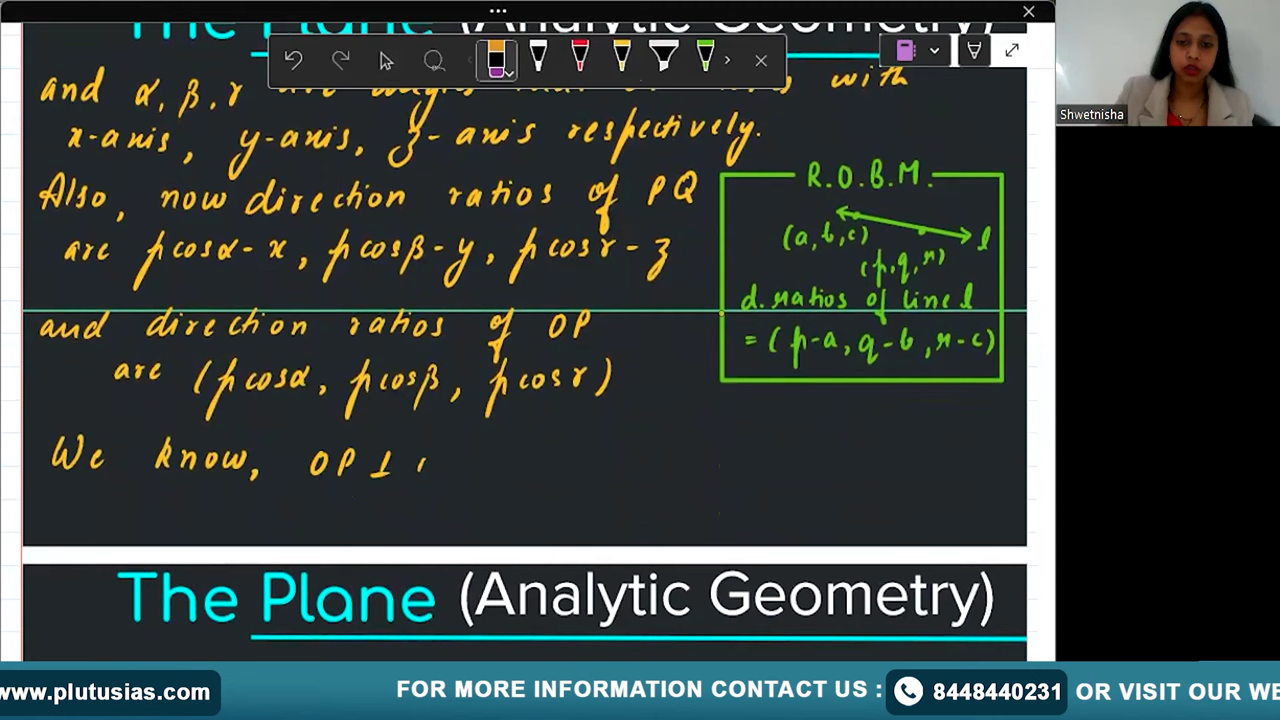 The Plane (Analytic Geometry)
and α, β, γ are with
x-axis, y-axis, z-axis respectively.
Also, now direction ratios of PQ
are pcosα - x, pcosβ - y, pcosγ - z
and direction ratios of OP
are (pcosα, pcosβ, pcosγ)
We know, OP ⊥
R.O.B.M.
(a, b, c)
(p, q, r)
l
d. ratios of line l
= (p-a, q-b, r-c)
Shwetnisha
The Plane (Analytic Geometry)
www.plutusias.com
FOR MORE INFORMATION CONTACT US : 8448440231 OR VISIT OUR WE